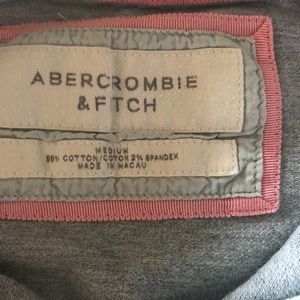 ABERCROMBIE
& FTCH
MEDIUM
98% COTTON/COTON 2% SPANDEX
MADE IN MACAU